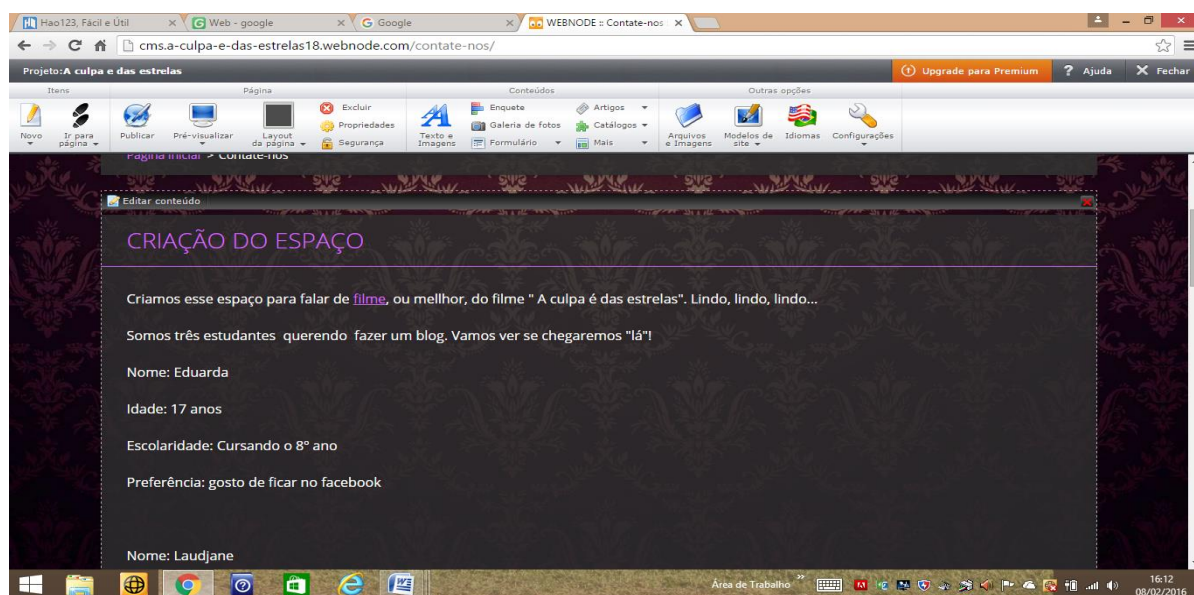 Hao123, Fácil e Útil
Web - google
Google
WEBNODE :: Contate-nos
cms.a-culpa-e-das-estrelas18.webnode.com/contate-nos/
Projeto:A culpa e das estrelas
Upgrade para Premium
? Ajuda
X Fechar
Itens
Página
Conteúdos
Outras opções
Novo
Ir para página
Publicar
Pré-visualizar
Layout da página
Excluir
Propriedades
Segurança
Texto e Imagens
Enquete
Galeria de fotos
Formulário
Artigos
Catálogos
Mais
Arquivos e Imagens
Modelos de site
Idiomas
Configurações
Página Inicial > Contate-nos
Editar conteúdo
CRIAÇÃO DO ESPAÇO
Criamos esse espaço para falar de filme, ou mellhor, do filme " A culpa é das estrelas". Lindo, lindo, lindo...
Somos três estudantes querendo fazer um blog. Vamos ver se chegaremos "lá"!
Nome: Eduarda
Idade: 17 anos
Escolaridade: Cursando o 8º ano
Preferência: gosto de ficar no facebook
Nome: Laudjane
Área de Trabalho
16:12
08/02/2016